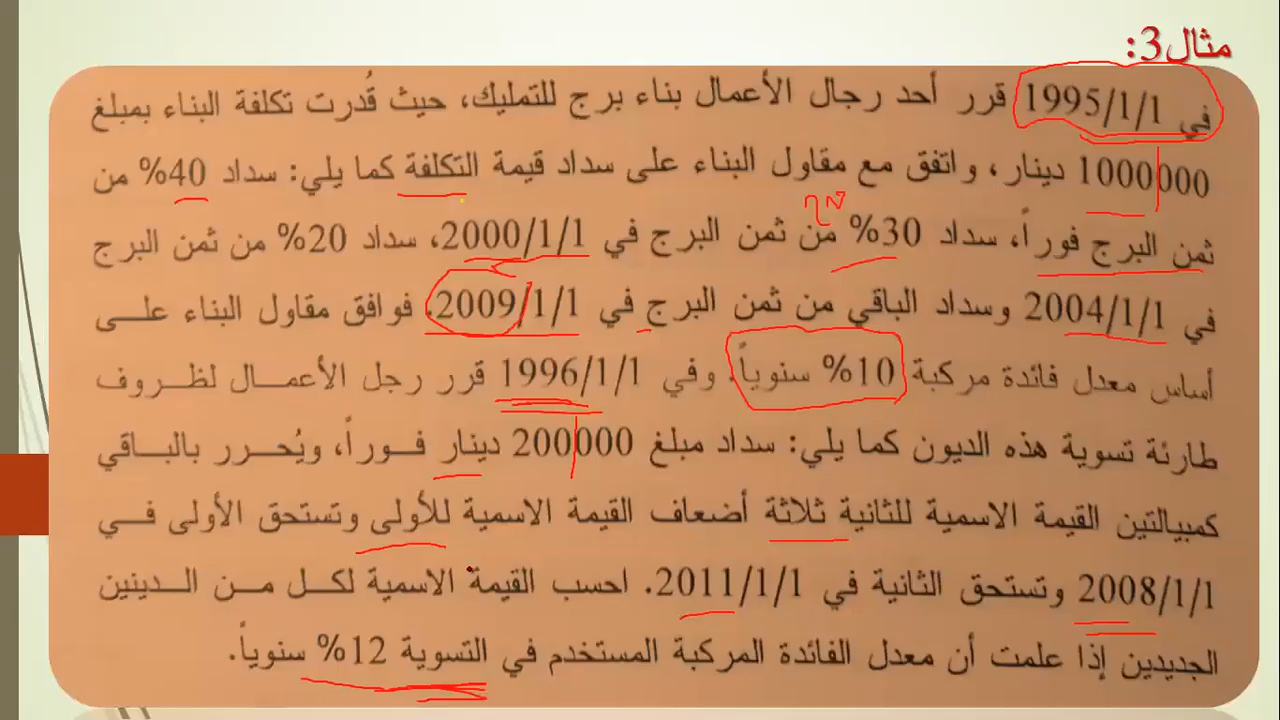 مثال3:
في 1995/1/1 قرر أحد رجال الأعمال بناء برج للتمليك، حيث قُدرت تكلفة البناء بمبلغ
1000000 دينار، واتفق مع مقاول البناء على سداد قيمة التكلفة كما يلي: سداد 40% من
ثمن البرج فوراً، سداد 30% من ثمن البرج في 2000/1/1، سداد 20% من ثمن البرج
في 2004/1/1 وسداد الباقي من ثمن البرج في 2009/1/1. فوافق مقاول البناء على
أساس معدل فائدة مركبة 10% سنوياً. وفي 1996/1/1 قرر رجل الأعمال لظروف
طارئة تسوية هذه الديون كما يلي: سداد مبلغ 200000 دينار فوراً، ويُحرر بالباقي
كمبيالتين القيمة الاسمية للثانية ثلاثة أضعاف القيمة الاسمية للأولى وتستحق الأولى في
2008/1/1 وتستحق الثانية في 2011/1/1. احسب القيمة الاسمية لكل من الدينين
الجديدين إذا علمت أن معدل الفائدة المركبة المستخدم في التسوية 12% سنوياً.